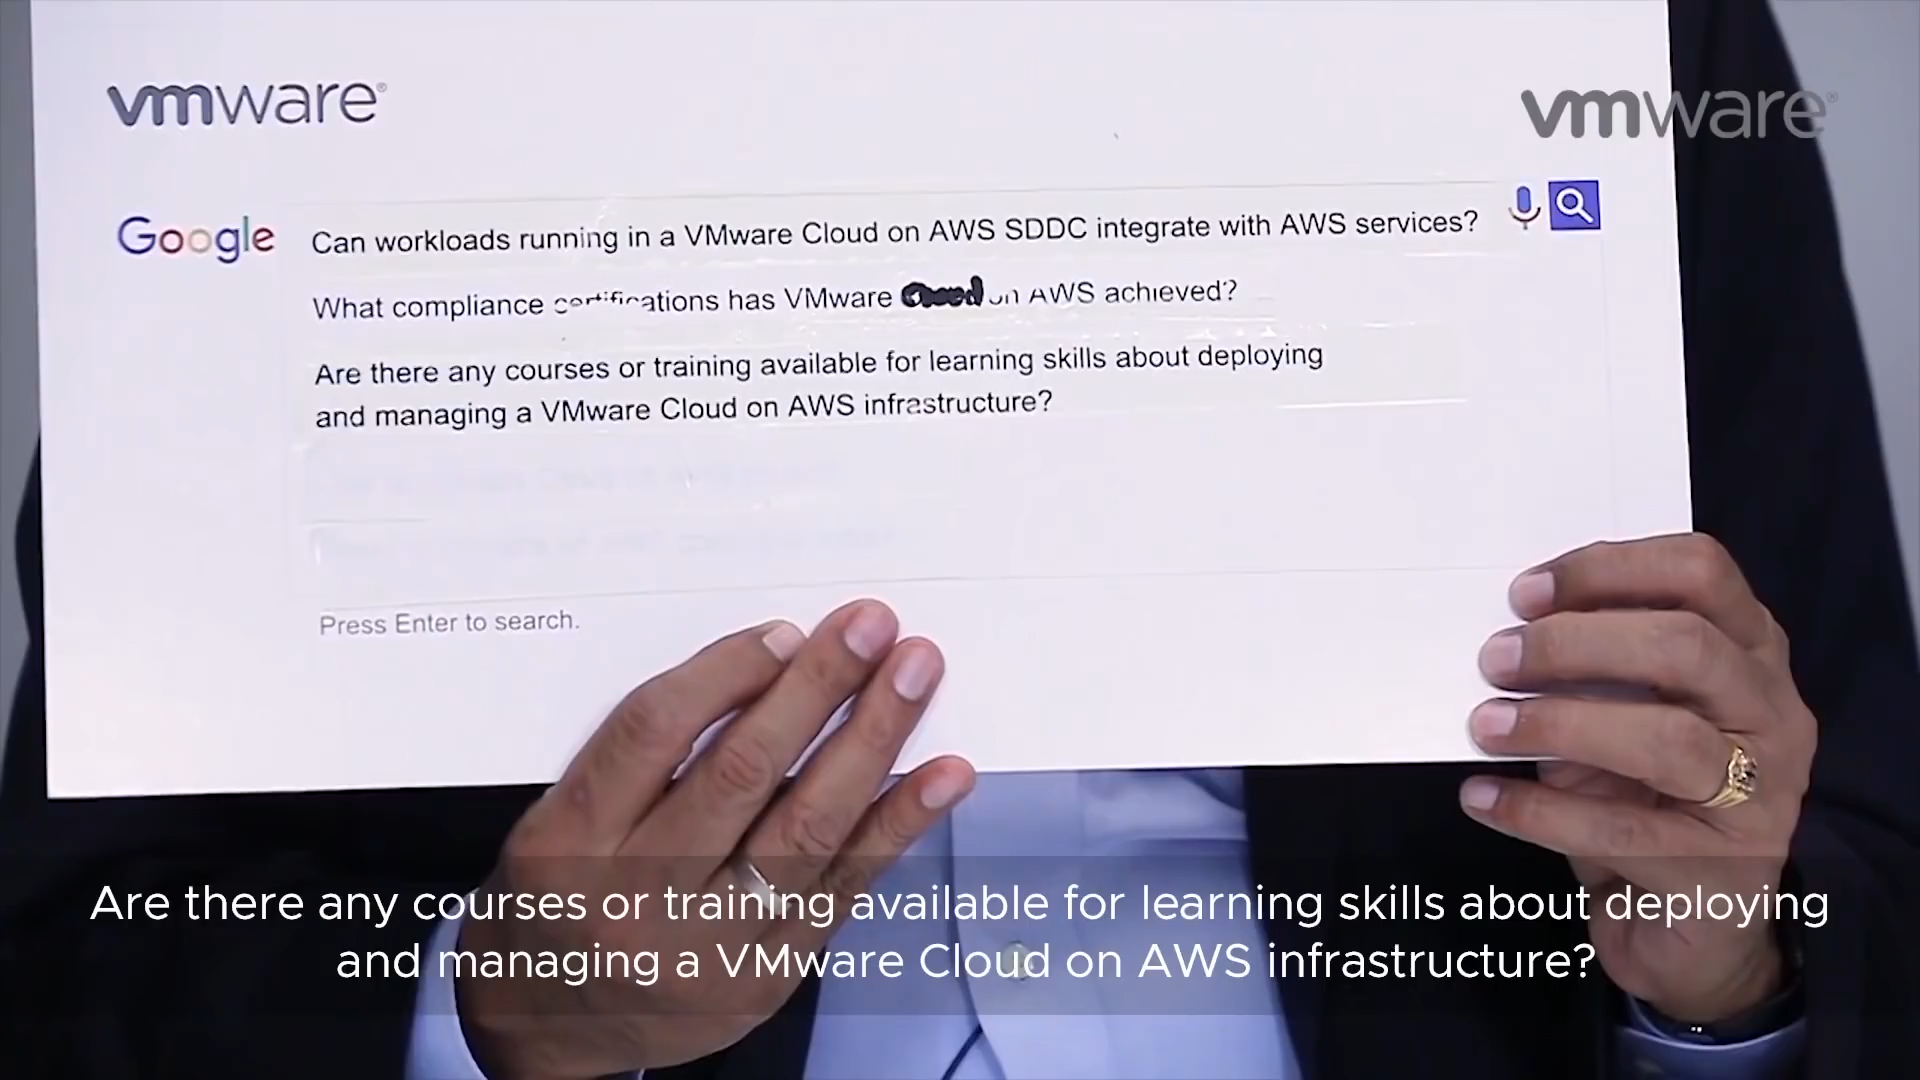 vmware®
vmware®
Google
Can workloads running in a VMware Cloud on AWS SDDC integrate with AWS services?
What compliance certifications has VMware Cloud on AWS achieved?
Are there any courses or training available for learning skills about deploying
and managing a VMware Cloud on AWS infrastructure?
Press Enter to search.
Are there any courses or training available for learning skills about deploying
and managing a VMware Cloud on AWS infrastructure?